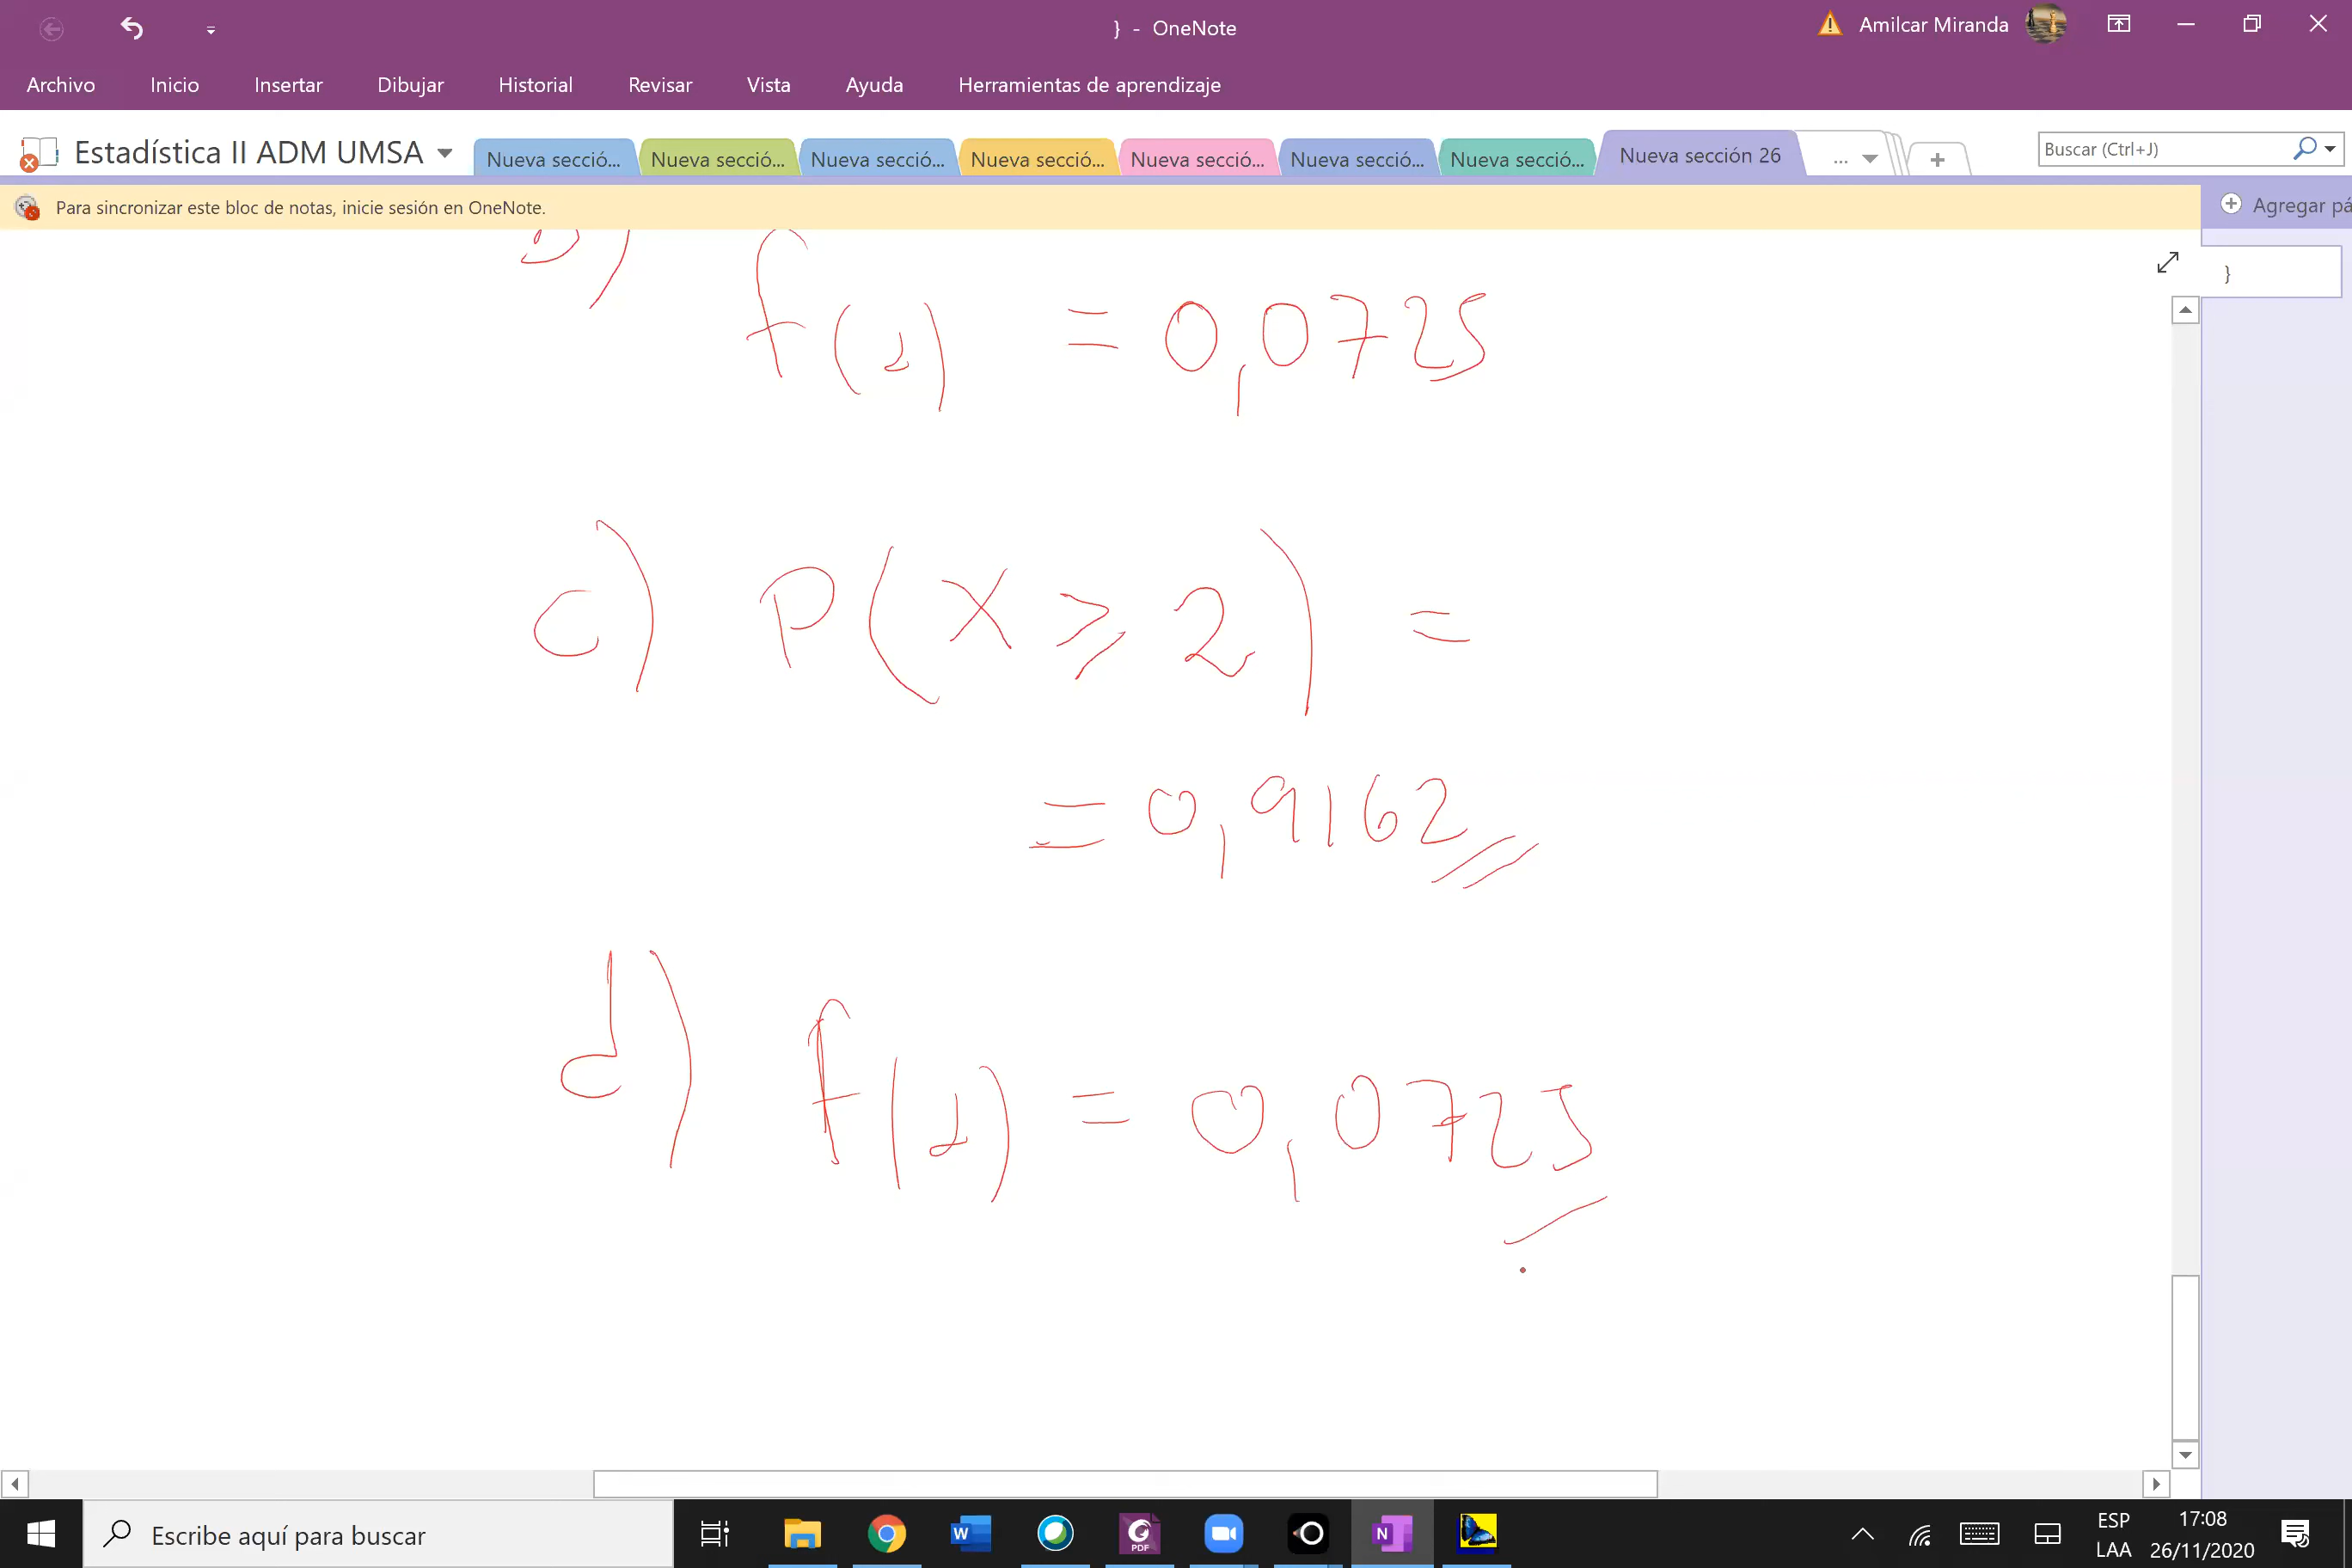 } - OneNote
Amilcar Miranda
Archivo Inicio Insertar Dibujar Historial Revisar Vista Ayuda Herramientas de aprendizaje
Estadística II ADM UMSA
Nueva secció... Nueva secció... Nueva secció... Nueva secció... Nueva secció... Nueva secció... Nueva secció... Nueva sección 26 ...
Buscar (Ctrl+J)
Para sincronizar este bloc de notas, inicie sesión en OneNote.
Agregar pá
}
b) f(1) = 0,0725
c) P(X ≥ 2) =
= 0,9162
d) f(1) = 0,0725
Escribe aquí para buscar
ESP
LAA
17:08
26/11/2020